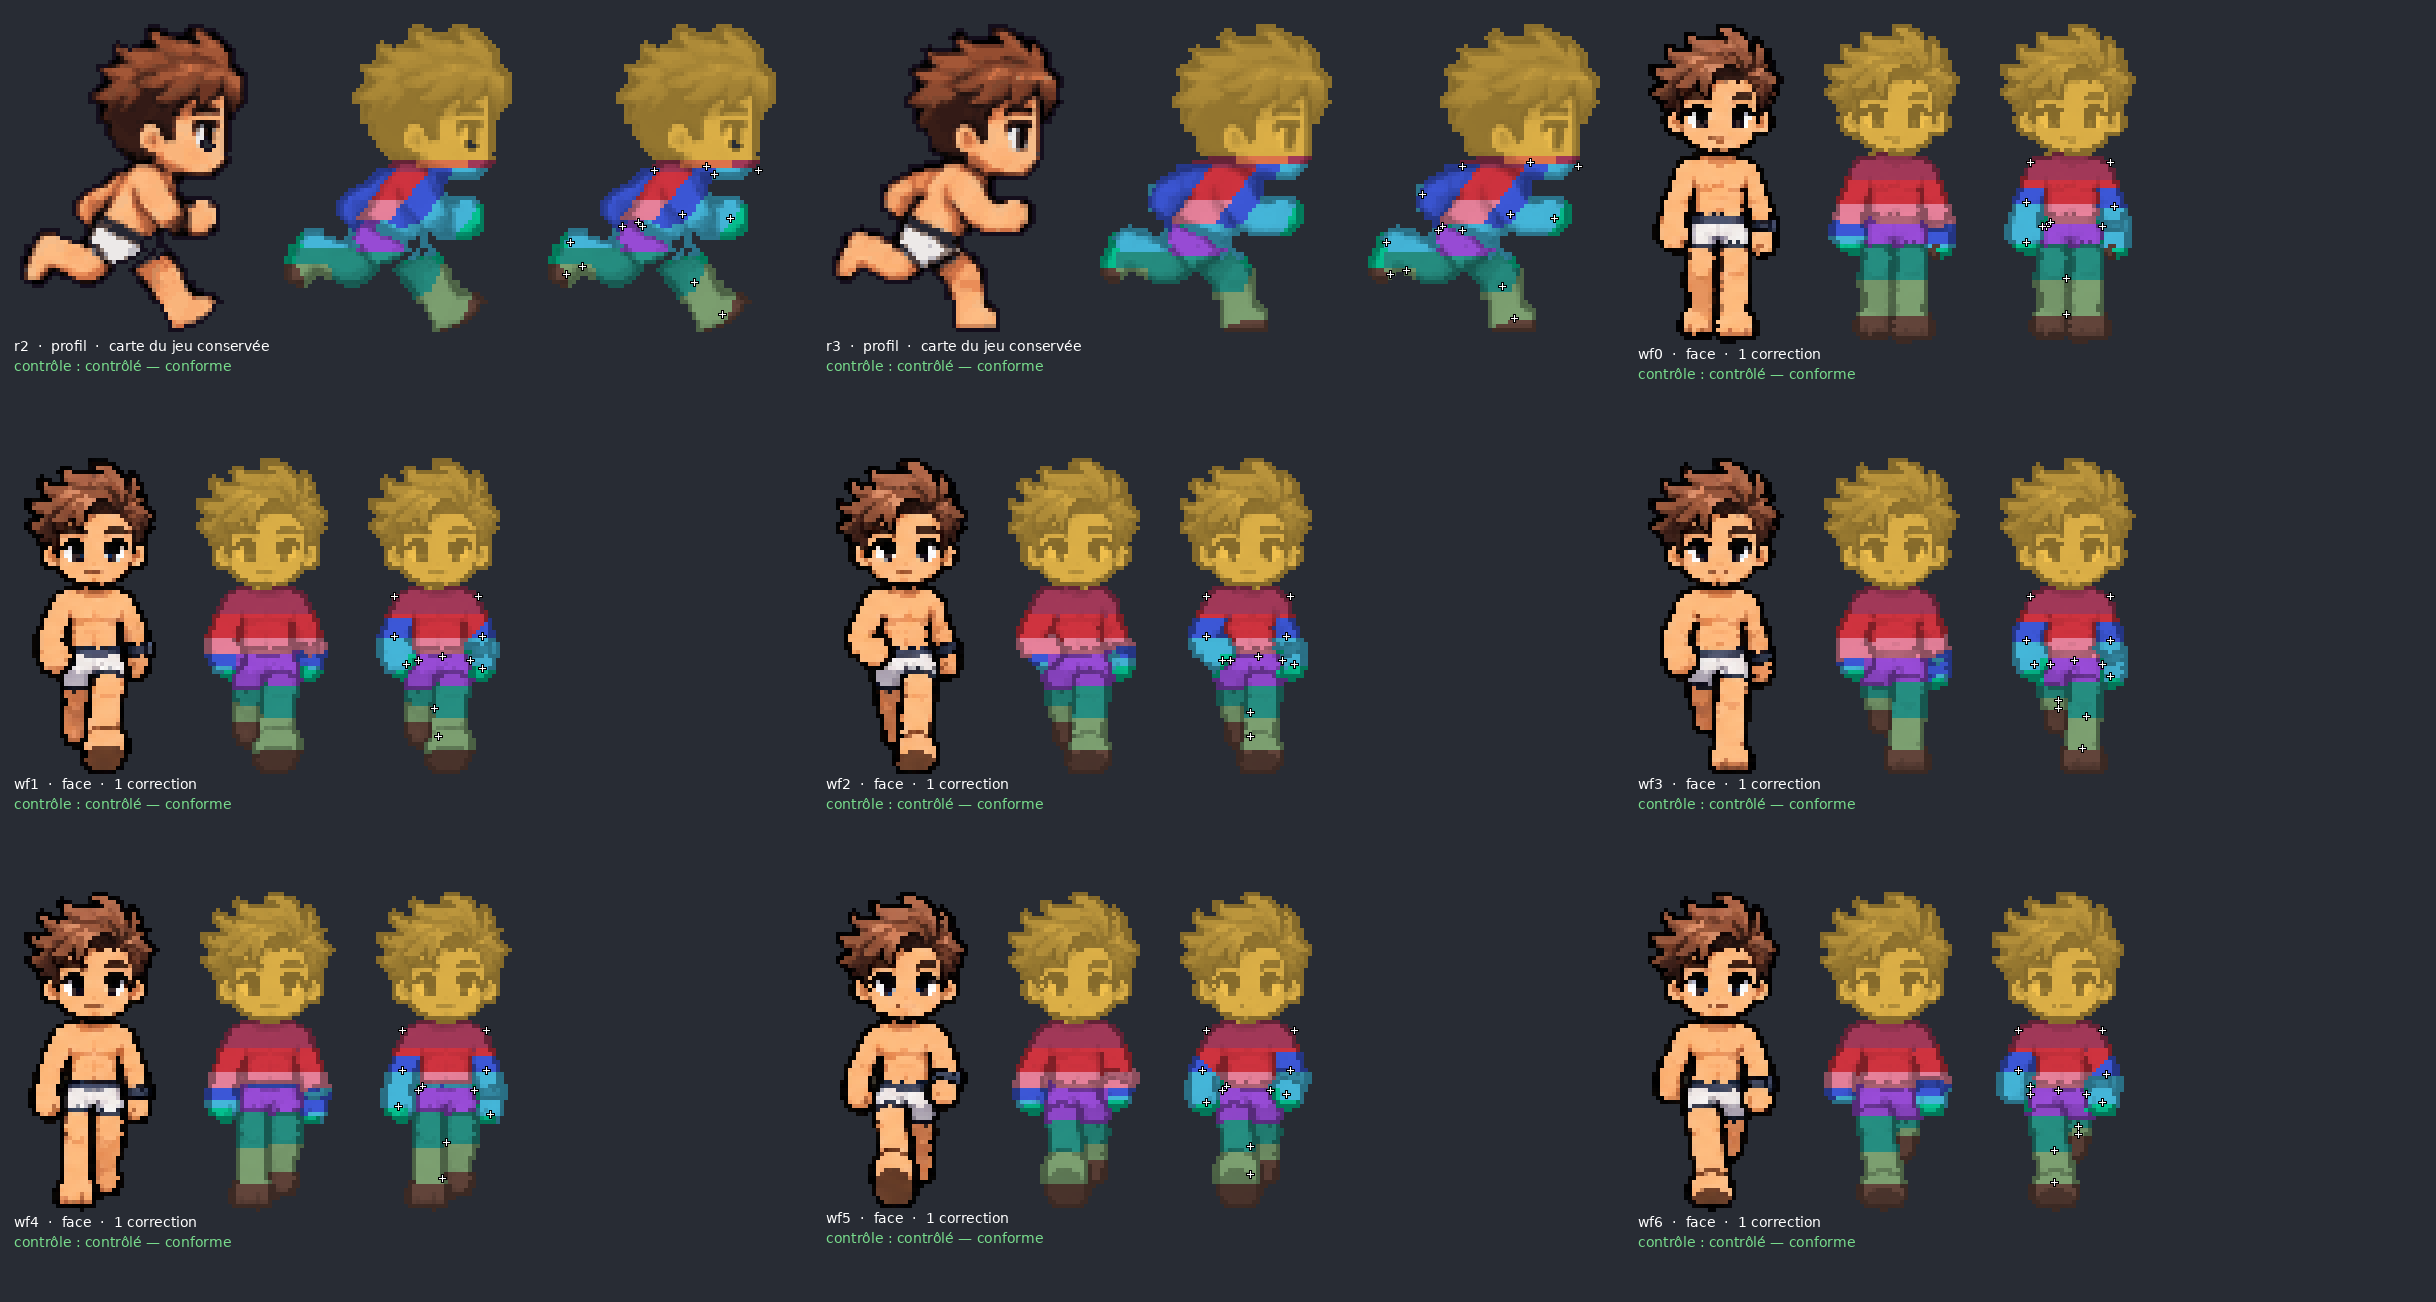 r2 · profil · carte du jeu conservée
contrôle : contrôlé — conforme
r3 · profil · carte du jeu conservée
contrôle : contrôlé — conforme
wf0 · face · 1 correction
contrôle : contrôlé — conforme
wf1 · face · 1 correction
contrôle : contrôlé — conforme
wf2 · face · 1 correction
contrôle : contrôlé — conforme
wf3 · face · 1 correction
contrôle : contrôlé — conforme
wf4 · face · 1 correction
contrôle : contrôlé — conforme
wf5 · face · 1 correction
contrôle : contrôlé — conforme
wf6 · face · 1 correction
contrôle : contrôlé — conforme